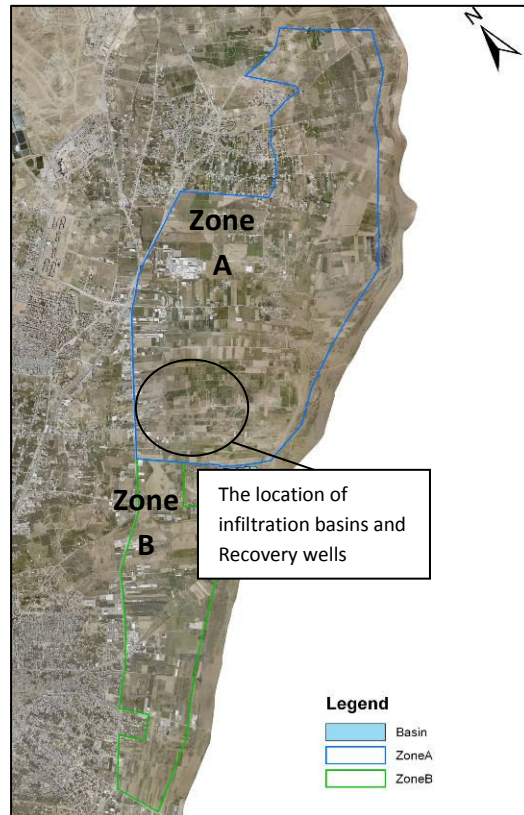 N
Zone
A
Zone
B
The location of
infiltration basins and
Recovery wells
Legend
Basin
ZoneA
ZoneB